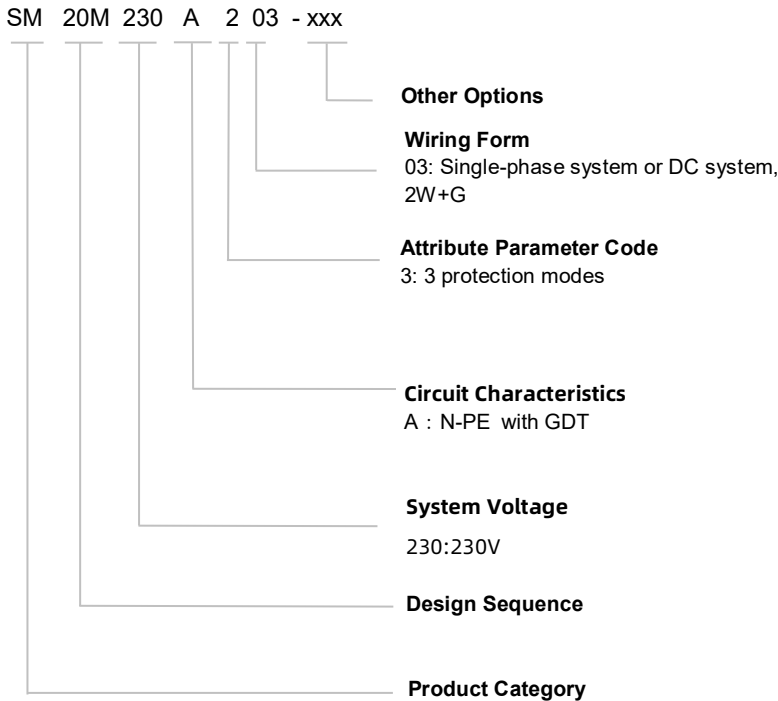 SM 20M 230 A 2 03 - xxx
Other Options
Wiring Form
03: Single-phase system or DC system,
2W+G
Attribute Parameter Code
3: 3 protection modes
Circuit Characteristics
A : N-PE with GDT
System Voltage
230:230V
Design Sequence
Product Category